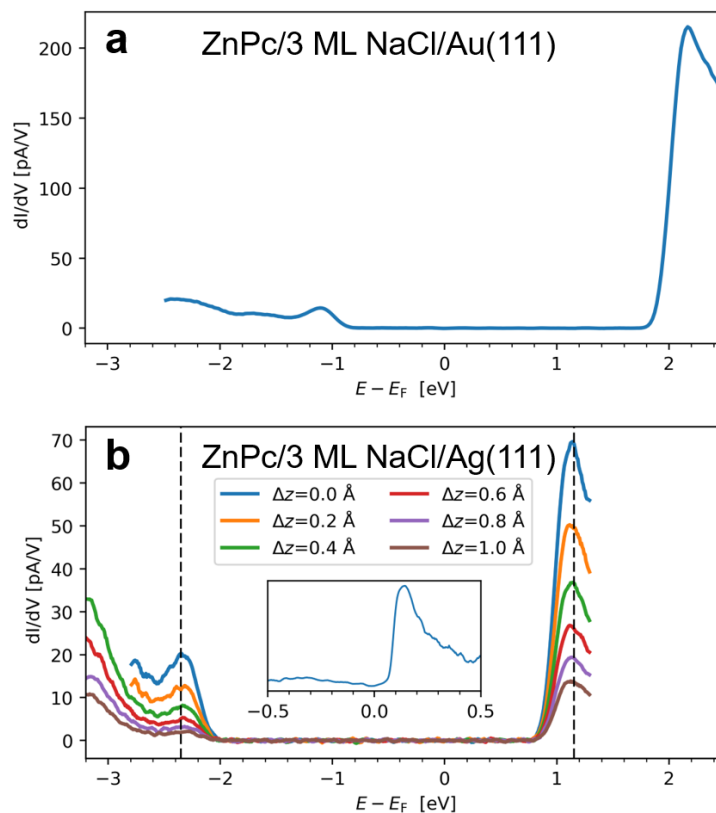 a ZnPc/3 ML NaCl/Au(111)
200
150
100
50
0
dI/dV [pA/V]
−3 −2 −1 0 1 2
E − E_F [eV]
b ZnPc/3 ML NaCl/Ag(111)
Δz=0.0 Å Δz=0.6 Å
Δz=0.2 Å Δz=0.8 Å
Δz=0.4 Å Δz=1.0 Å
70
60
50
40
30
20
10
0
dI/dV [pA/V]
−0.5 0.0 0.5
−3 −2 −1 0 1 2
E − E_F [eV]